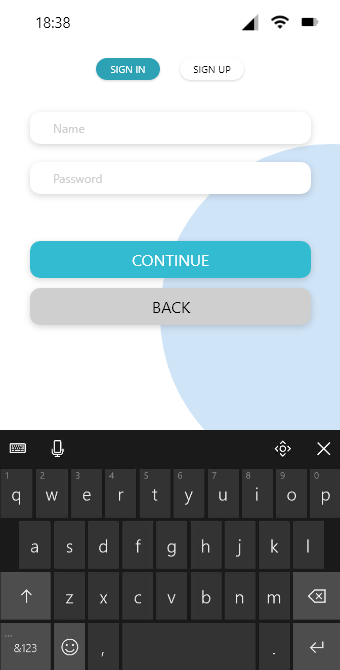 18:38
SIGN IN SIGN UP
Name
Password
CONTINUE
BACK
1 2 3 4 5 6 7 8 9 0
q w e r t y u i o p
a s d f g h j k l
z x c v b n m
...
&123 , .